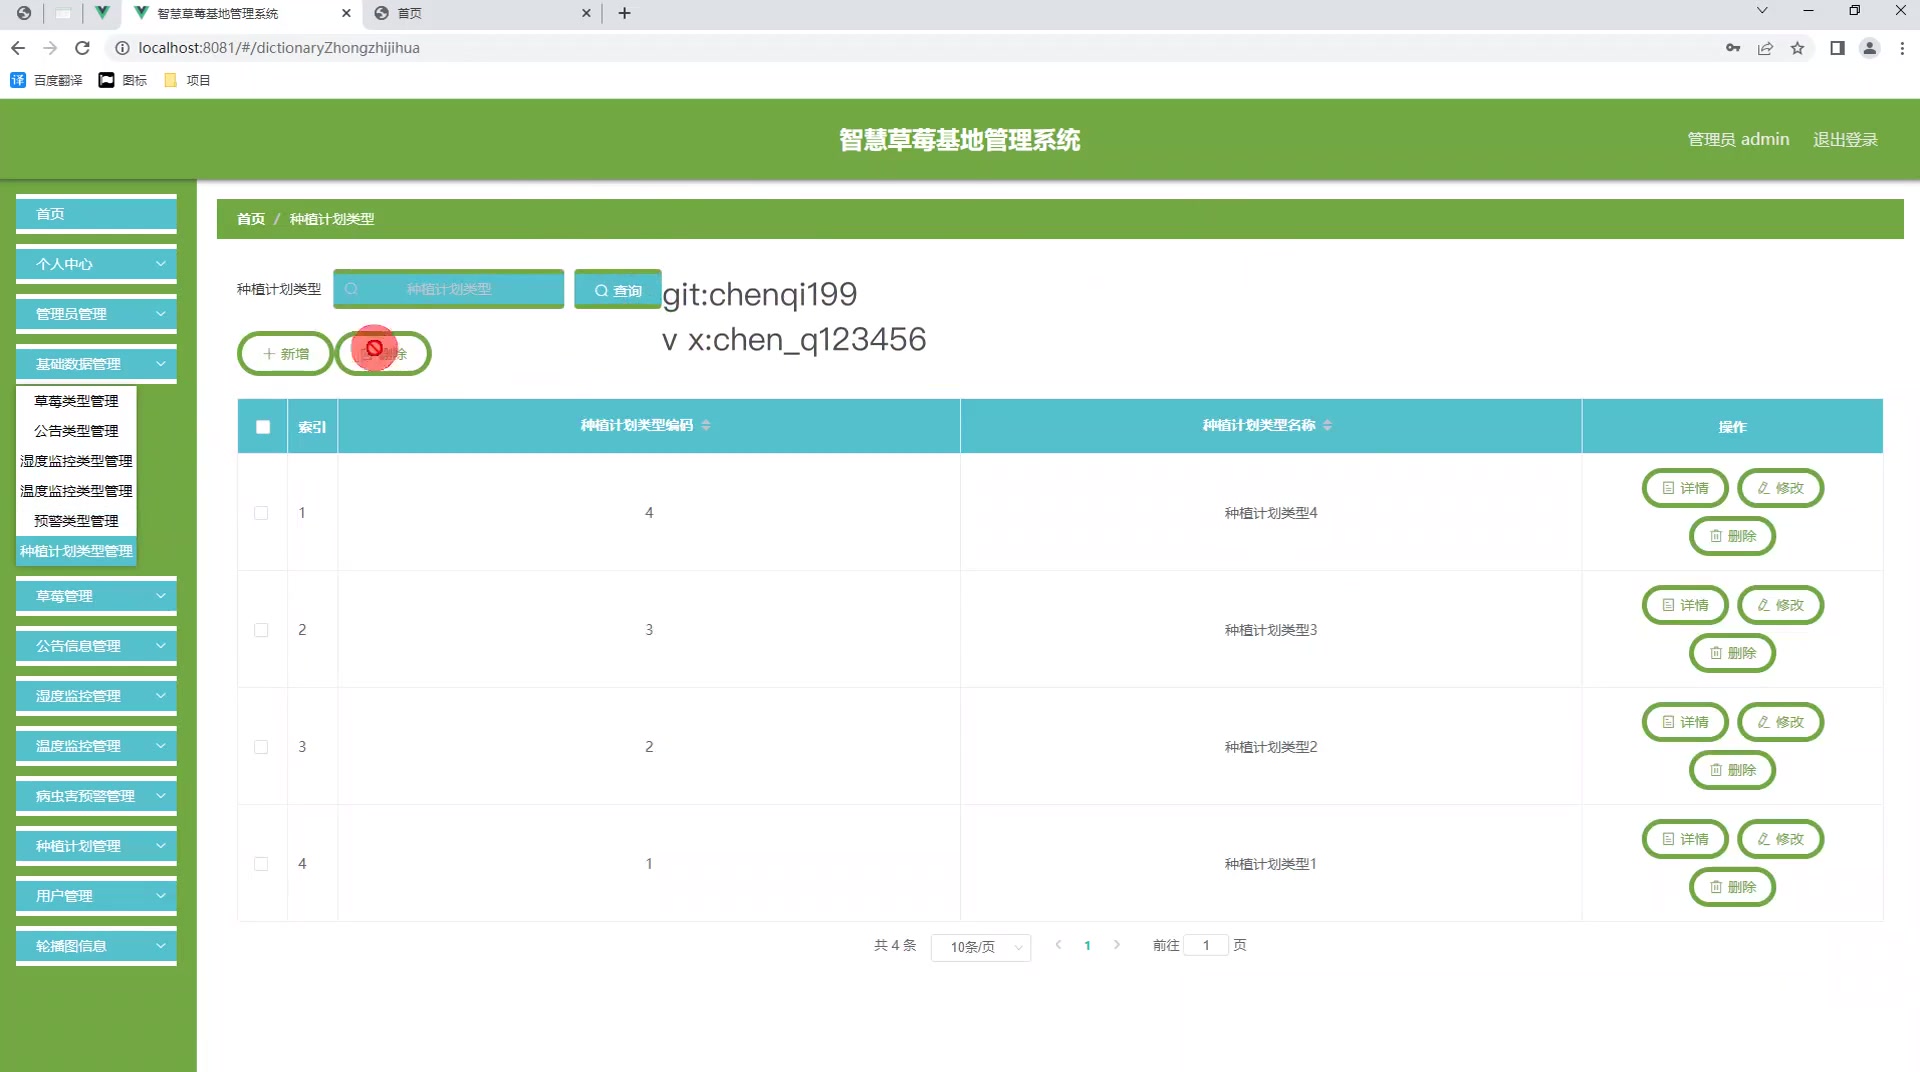 智慧草莓基地管理系统
首页
localhost:8081/#/dictionaryZhongzhijihua
百度翻译
图标
项目
智慧草莓基地管理系统
管理员 admin
退出登录
首页
个人中心
管理员管理
基础数据管理
草莓类型管理
公告类型管理
湿度监控类型管理
温度监控类型管理
预警类型管理
种植计划类型管理
草莓管理
公告信息管理
湿度监控管理
温度监控管理
病虫害预警管理
种植计划管理
用户管理
轮播图信息
首页 / 种植计划类型
种植计划类型
种植计划类型
查询
git:chenqi199
v x:chen_q123456
新增
删除
索引 种植计划类型编码 种植计划类型名称 操作
1 4 种植计划类型4 详情 修改
删除
2 3 种植计划类型3 详情 修改
删除
3 2 种植计划类型2 详情 修改
删除
4 1 种植计划类型1 详情 修改
删除
共 4 条 10条/页 1 前往 1 页